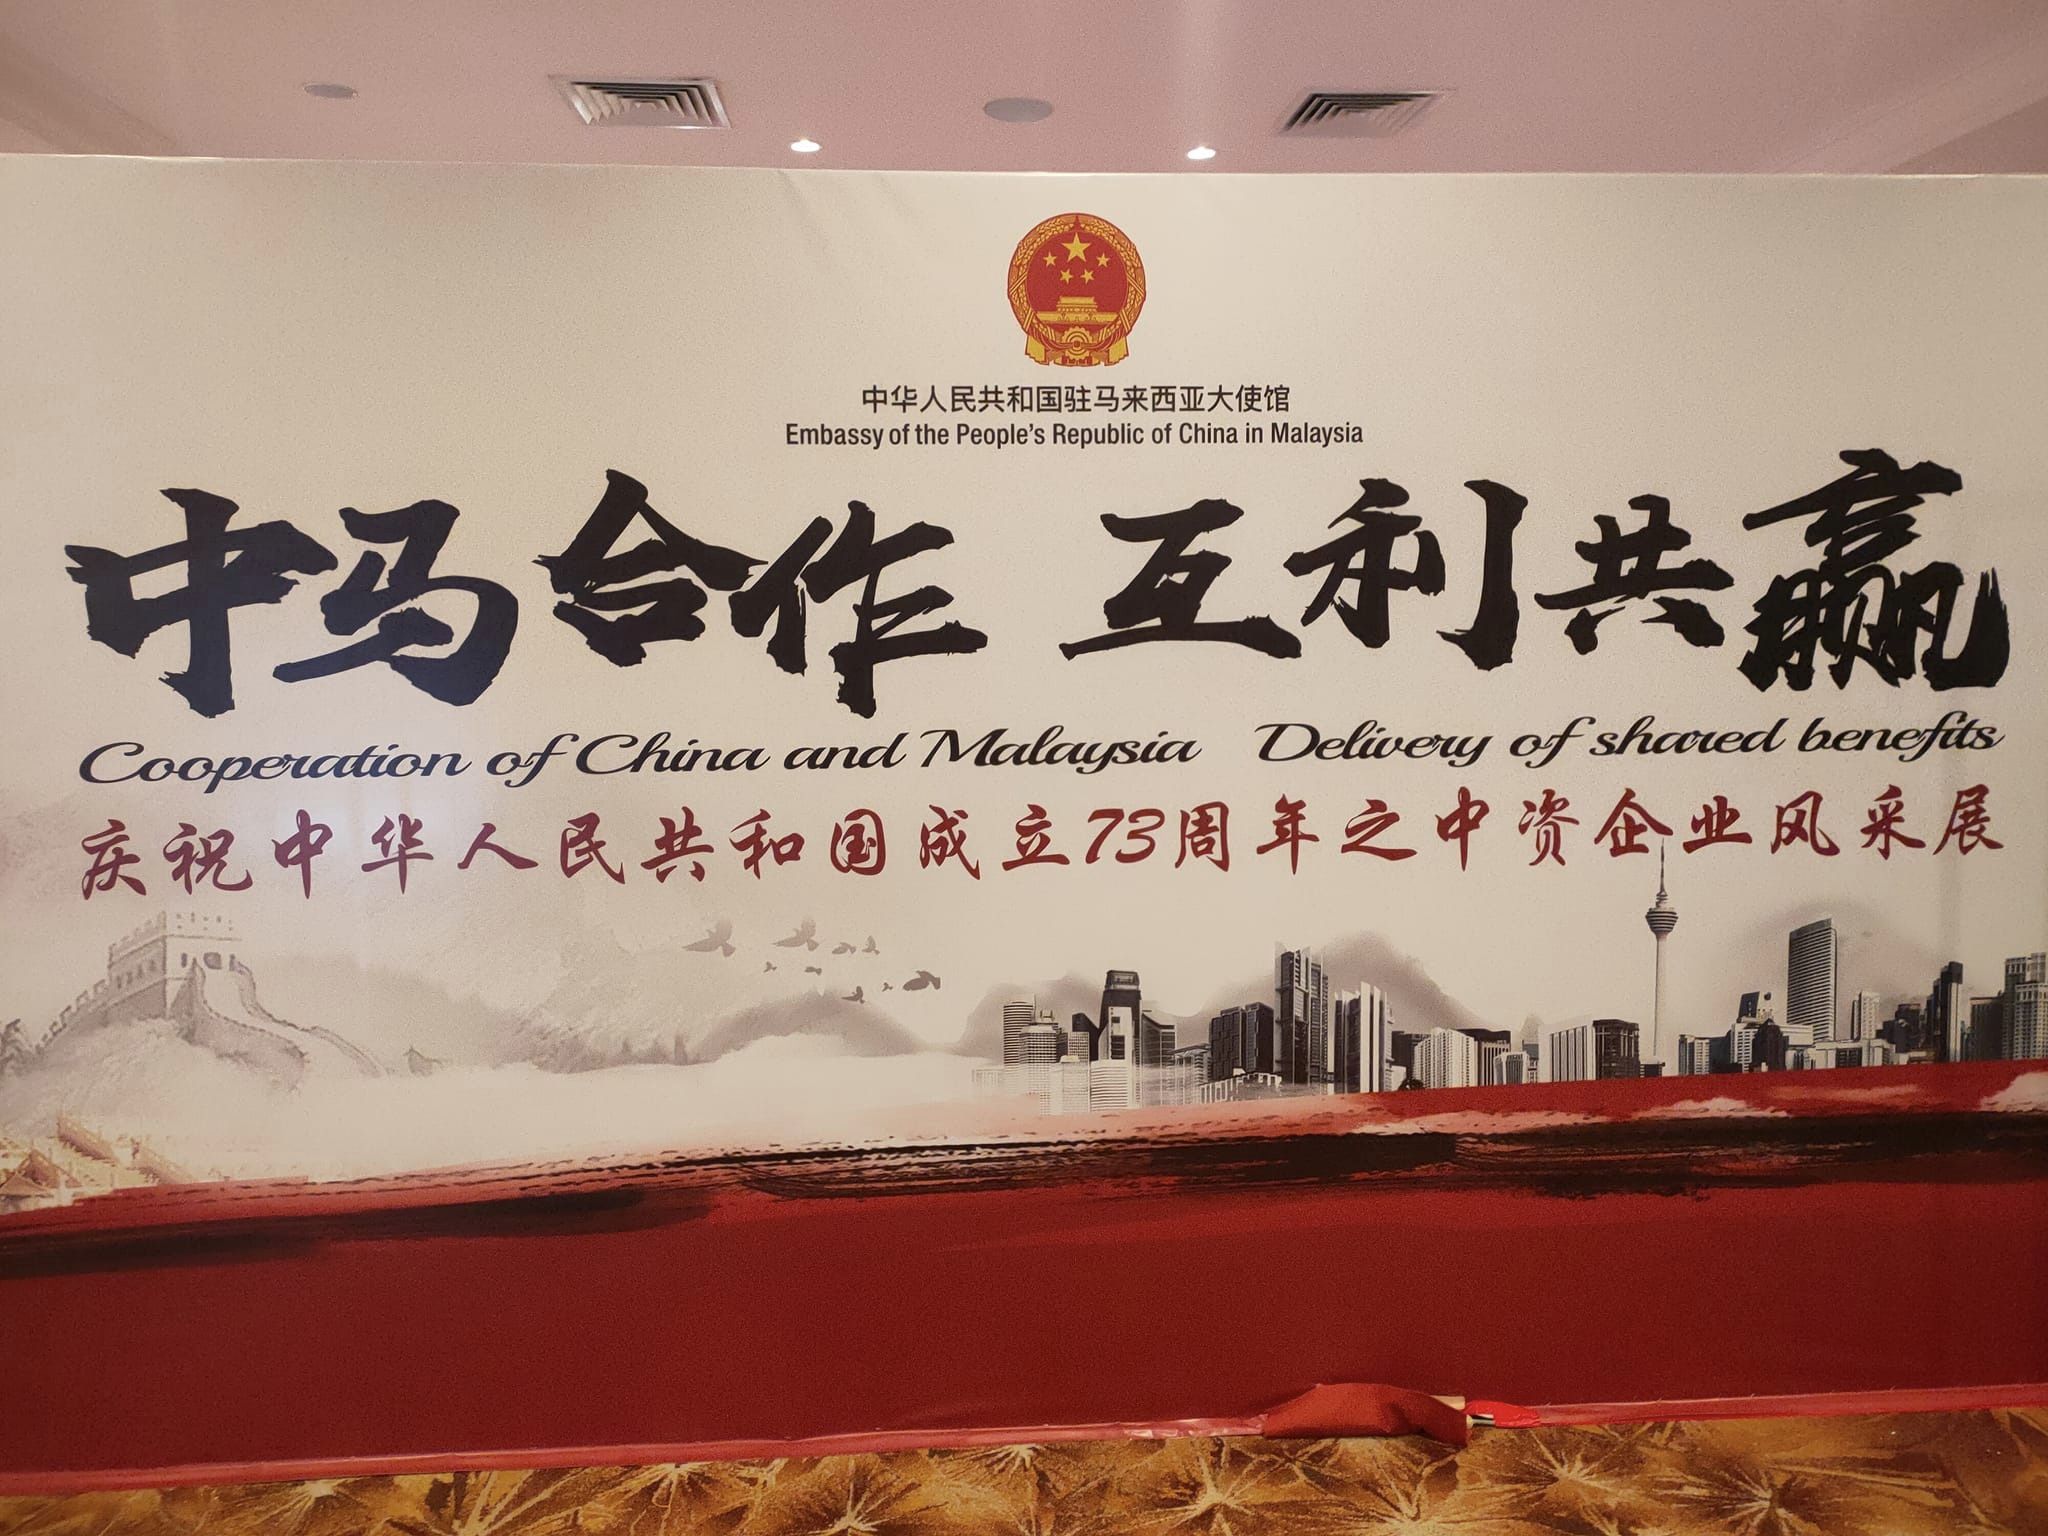 中华人民共和国驻马来西亚大使馆
Embassy of the People's Republic of China in Malaysia
中马合作 互利共赢
Cooperation of China and Malaysia Delivery of shared benefits
庆祝中华人民共和国成立73周年之中资企业风采展